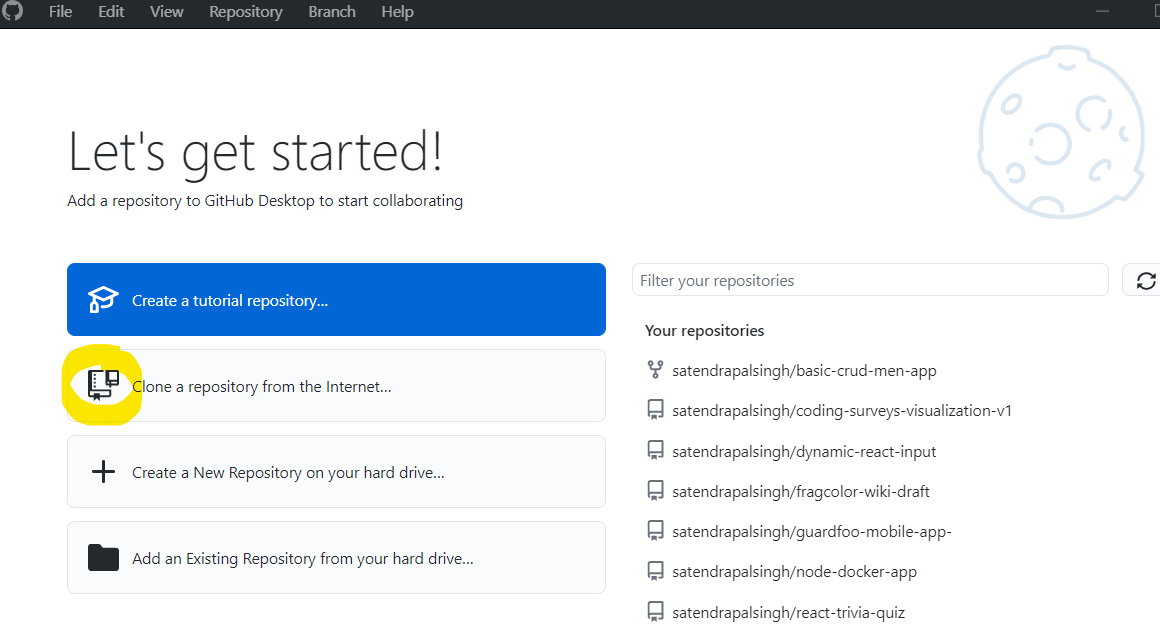 File Edit View Repository Branch Help
Let's get started!
Add a repository to GitHub Desktop to start collaborating
Create a tutorial repository...
Clone a repository from the Internet...
Create a New Repository on your hard drive...
Add an Existing Repository from your hard drive...
Filter your repositories
Your repositories
satendrapalsingh/basic-crud-men-app
satendrapalsingh/coding-surveys-visualization-v1
satendrapalsingh/dynamic-react-input
satendrapalsingh/fragcolor-wiki-draft
satendrapalsingh/guardfoo-mobile-app-
satendrapalsingh/node-docker-app
satendrapalsingh/react-trivia-quiz